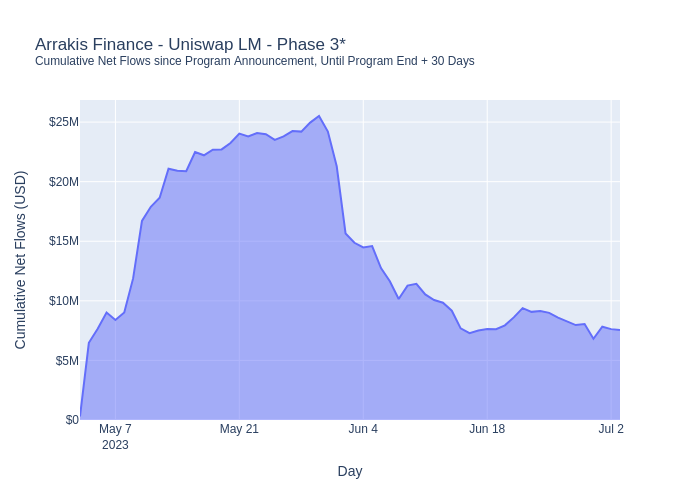 Arrakis Finance - Uniswap LM - Phase 3*
Cumulative Net Flows since Program Announcement, Until Program End + 30 Days
$25M
$20M
$15M
$10M
$5M
$0
Cumulative Net Flows (USD)
May 7
2023
May 21
Jun 4
Jun 18
Jul 2
Day